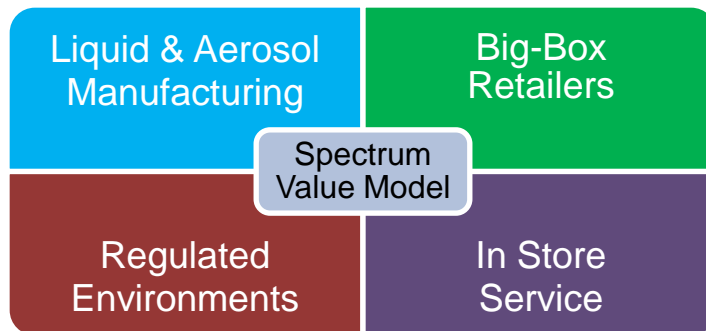 Liquid & Aerosol
Manufacturing
Big-Box
Retailers
Spectrum
Value Model
Regulated
Environments
In Store
Service